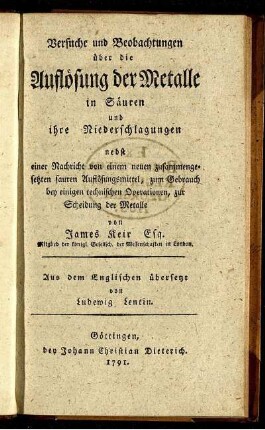 Versuche und Beobachtungen
über die
Auflösung der Metalle
in Säuren
und
ihre Niederschlagungen
nebst
einer Nachricht von einem neuen zusammenge-
setzten sauren Auflösungsmittel, zum Gebrauch
bey einigen technischen Operationen, zur
Scheidung der Metalle
von
James Keir Esq.
Mitglied der königl. Gesellsch. der Wissenschaften in London.
Aus dem Englischen übersetzt
von
Ludewig Lentin.
Göttingen,
bey Johann Christian Dieterich.
1791.